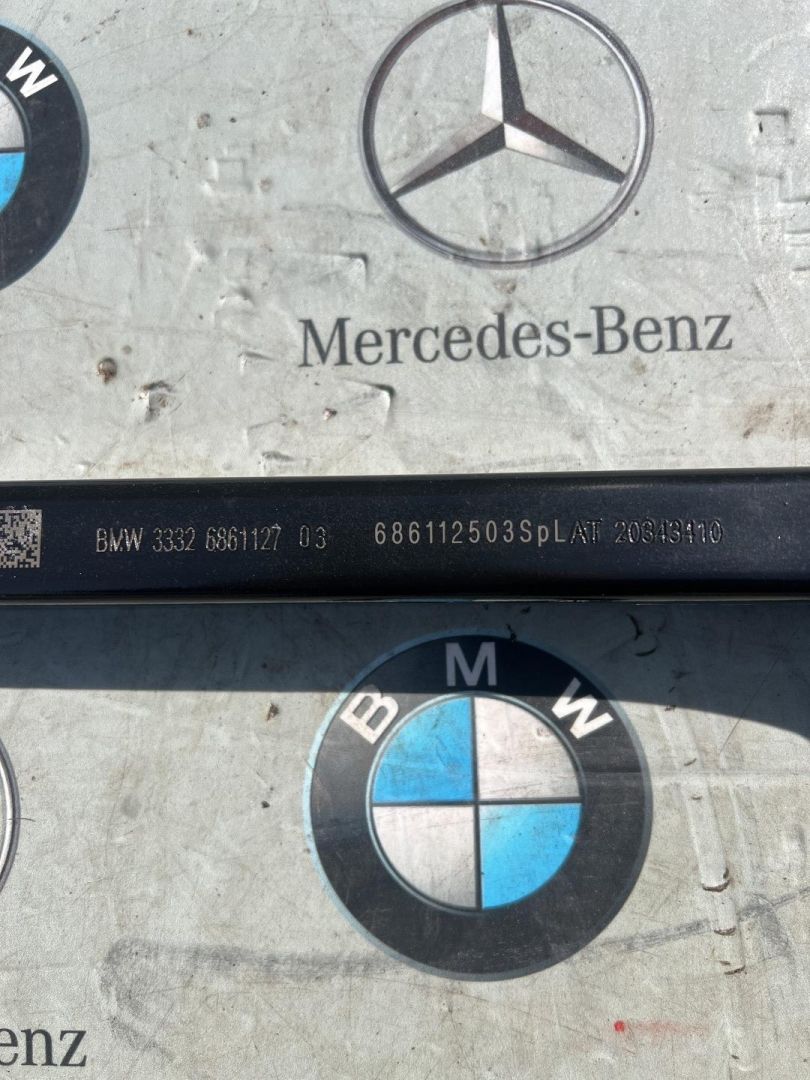 W
Mercedes-Benz
BMW 3332 6861127 03 686112503SpLAT 20343410
BMW
enz